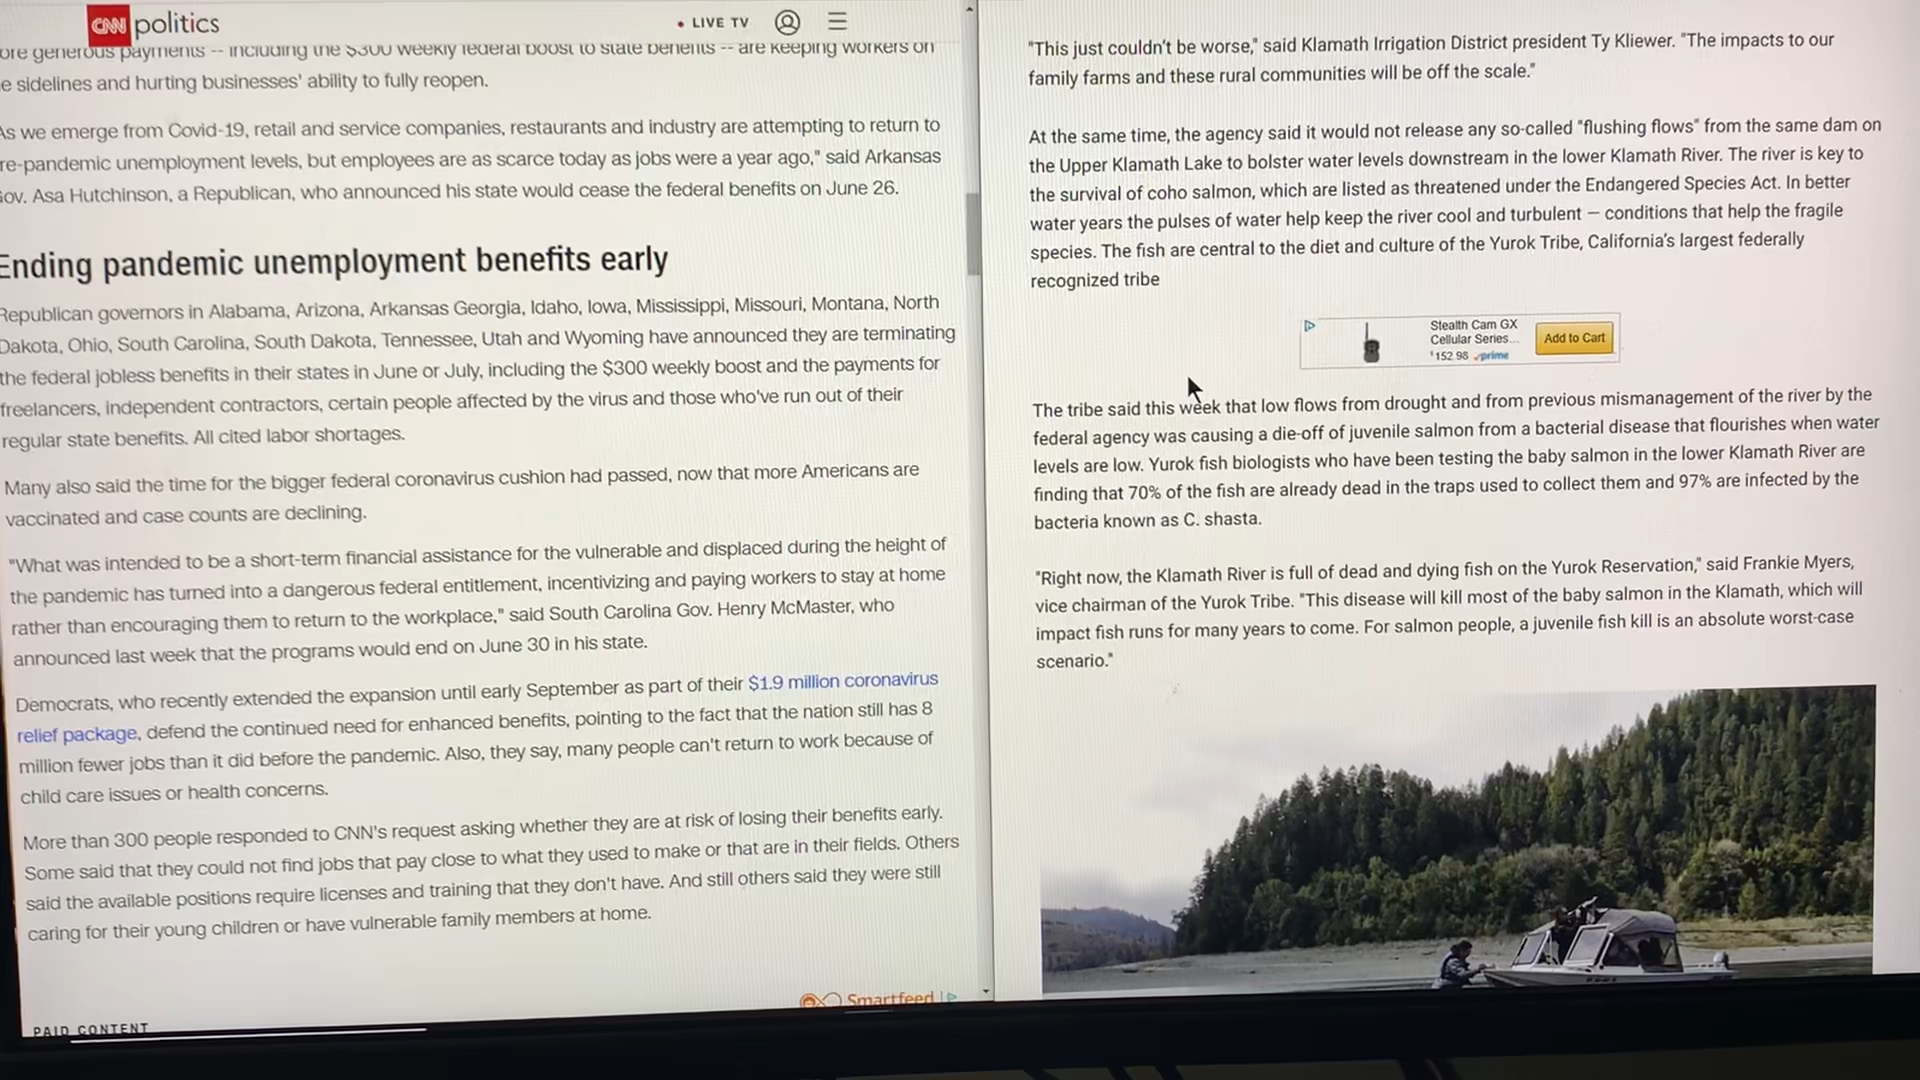 CNN politics
LIVE TV
ore generous payments -- including the $300 weekly federal boost to state benefits -- are keeping workers on
e sidelines and hurting businesses' ability to fully reopen.
As we emerge from Covid-19, retail and service companies, restaurants and industry are attempting to return to
re-pandemic unemployment levels, but employees are as scarce today as jobs were a year ago," said Arkansas
Gov. Asa Hutchinson, a Republican, who announced his state would cease the federal benefits on June 26.
Ending pandemic unemployment benefits early
Republican governors in Alabama, Arizona, Arkansas Georgia, Idaho, Iowa, Mississippi, Missouri, Montana, North
Dakota, Ohio, South Carolina, South Dakota, Tennessee, Utah and Wyoming have announced they are terminating
the federal jobless benefits in their states in June or July, including the $300 weekly boost and the payments for
freelancers, independent contractors, certain people affected by the virus and those who've run out of their
regular state benefits. All cited labor shortages.
Many also said the time for the bigger federal coronavirus cushion had passed, now that more Americans are
vaccinated and case counts are declining.
"What was intended to be a short-term financial assistance for the vulnerable and displaced during the height of
the pandemic has turned into a dangerous federal entitlement, incentivizing and paying workers to stay at home
rather than encouraging them to return to the workplace," said South Carolina Gov. Henry McMaster, who
announced last week that the programs would end on June 30 in his state.
Democrats, who recently extended the expansion until early September as part of their $1.9 million coronavirus
relief package, defend the continued need for enhanced benefits, pointing to the fact that the nation still has 8
million fewer jobs than it did before the pandemic. Also, they say, many people can't return to work because of
child care issues or health concerns.
More than 300 people responded to CNN's request asking whether they are at risk of losing their benefits early.
Some said that they could not find jobs that pay close to what they used to make or that are in their fields. Others
said the available positions require licenses and training that they don't have. And still others said they were still
caring for their young children or have vulnerable family members at home.
Smartfeed
PAID CONTENT
"This just couldn't be worse," said Klamath Irrigation District president Ty Kliewer. "The impacts to our
family farms and these rural communities will be off the scale."
At the same time, the agency said it would not release any so-called "flushing flows" from the same dam on
the Upper Klamath Lake to bolster water levels downstream in the lower Klamath River. The river is key to
the survival of coho salmon, which are listed as threatened under the Endangered Species Act. In better
water years the pulses of water help keep the river cool and turbulent — conditions that help the fragile
species. The fish are central to the diet and culture of the Yurok Tribe, California's largest federally
recognized tribe
Stealth Cam GX
Cellular Series...
$152.98 prime
Add to Cart
The tribe said this week that low flows from drought and from previous mismanagement of the river by the
federal agency was causing a die-off of juvenile salmon from a bacterial disease that flourishes when water
levels are low. Yurok fish biologists who have been testing the baby salmon in the lower Klamath River are
finding that 70% of the fish are already dead in the traps used to collect them and 97% are infected by the
bacteria known as C. shasta.
"Right now, the Klamath River is full of dead and dying fish on the Yurok Reservation," said Frankie Myers,
vice chairman of the Yurok Tribe. "This disease will kill most of the baby salmon in the Klamath, which will
impact fish runs for many years to come. For salmon people, a juvenile fish kill is an absolute worst-case
scenario."